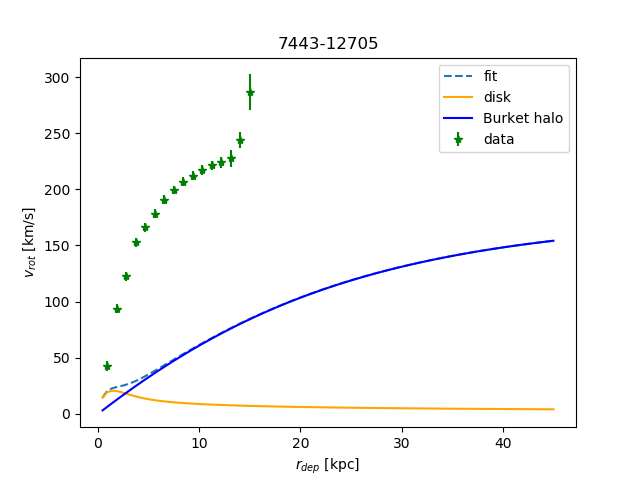 7443-12705
fit
disk
Burket halo
data
300
250
200
150
100
50
0
v_rot [km/s]
0 10 20 30 40
r_dep [kpc]